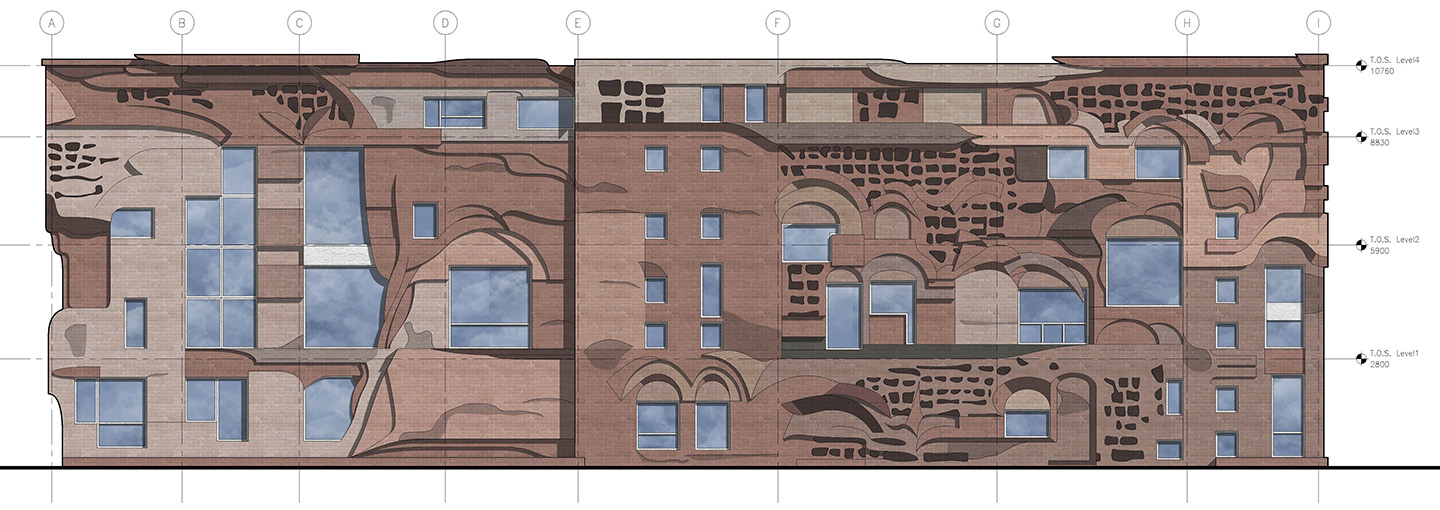 A B C D E F G H I
T.O.S. Level4
10760
T.O.S. Level3
8830
T.O.S. Level2
5900
T.O.S. Level1
2800